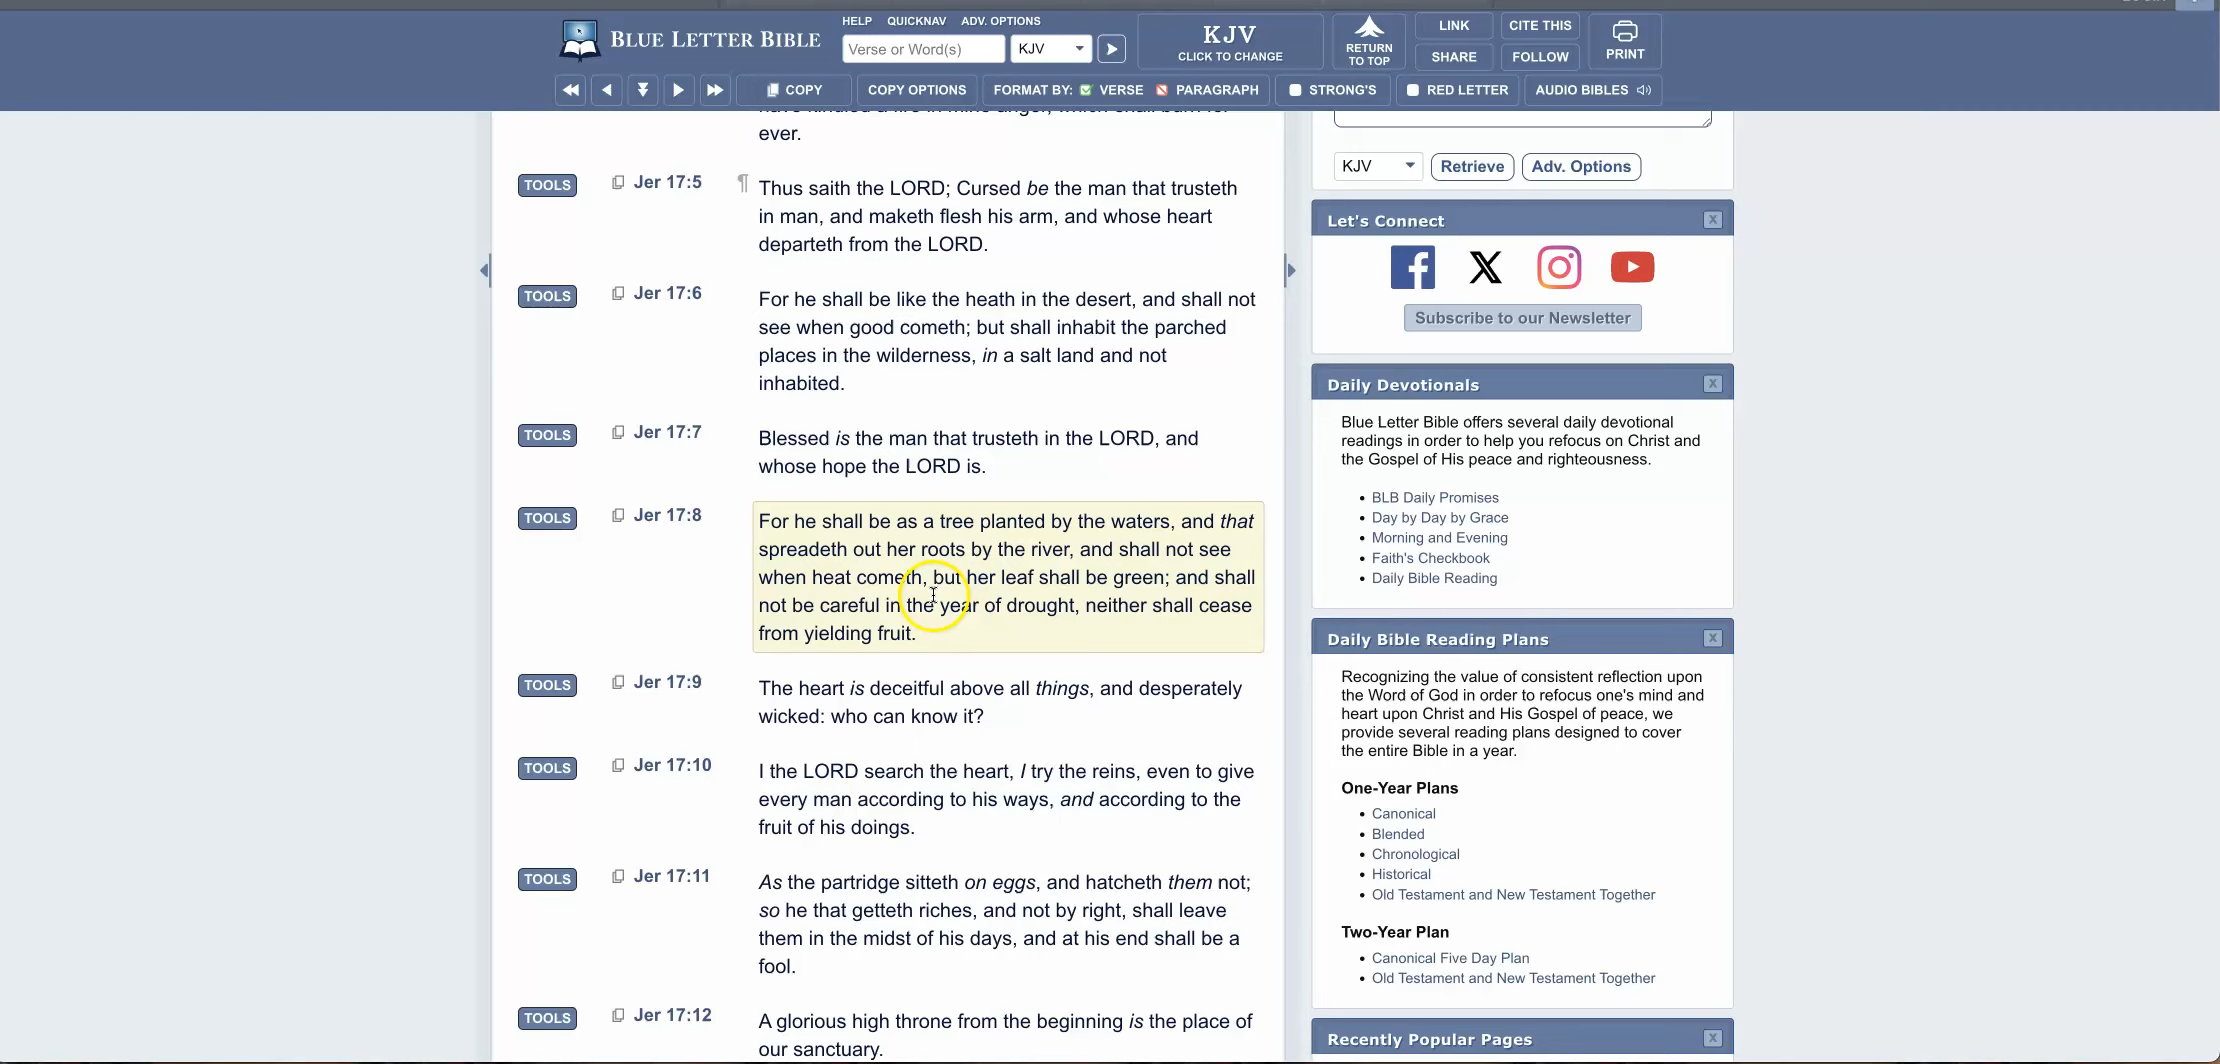 HELP QUICKNAV ADV. OPTIONS
BLUE LETTER BIBLE
Verse or Word(s)
KJV
KJV
CLICK TO CHANGE
RETURN
TO TOP
LINK
CITE THIS
SHARE
FOLLOW
PRINT
COPY
COPY OPTIONS
FORMAT BY: VERSE PARAGRAPH
STRONG'S
RED LETTER
AUDIO BIBLES
ever.
TOOLS
Jer 17:5
¶ Thus saith the LORD; Cursed be the man that trusteth
in man, and maketh flesh his arm, and whose heart
departeth from the LORD.
TOOLS
Jer 17:6
For he shall be like the heath in the desert, and shall not
see when good cometh; but shall inhabit the parched
places in the wilderness, in a salt land and not
inhabited.
TOOLS
Jer 17:7
Blessed is the man that trusteth in the LORD, and
whose hope the LORD is.
TOOLS
Jer 17:8
For he shall be as a tree planted by the waters, and that
spreadeth out her roots by the river, and shall not see
when heat cometh, but her leaf shall be green; and shall
not be careful in the year of drought, neither shall cease
from yielding fruit.
TOOLS
Jer 17:9
The heart is deceitful above all things, and desperately
wicked: who can know it?
TOOLS
Jer 17:10
I the LORD search the heart, I try the reins, even to give
every man according to his ways, and according to the
fruit of his doings.
TOOLS
Jer 17:11
As the partridge sitteth on eggs, and hatcheth them not;
so he that getteth riches, and not by right, shall leave
them in the midst of his days, and at his end shall be a
fool.
TOOLS
Jer 17:12
A glorious high throne from the beginning is the place of
our sanctuary.
KJV
Retrieve
Adv. Options
Let's Connect
X
Subscribe to our Newsletter
Daily Devotionals
X
Blue Letter Bible offers several daily devotional
readings in order to help you refocus on Christ and
the Gospel of His peace and righteousness.
• BLB Daily Promises
• Day by Day by Grace
• Morning and Evening
• Faith's Checkbook
• Daily Bible Reading
Daily Bible Reading Plans
X
Recognizing the value of consistent reflection upon
the Word of God in order to refocus one's mind and
heart upon Christ and His Gospel of peace, we
provide several reading plans designed to cover
the entire Bible in a year.
One-Year Plans
• Canonical
• Blended
• Chronological
• Historical
• Old Testament and New Testament Together
Two-Year Plan
• Canonical Five Day Plan
• Old Testament and New Testament Together
Recently Popular Pages
X